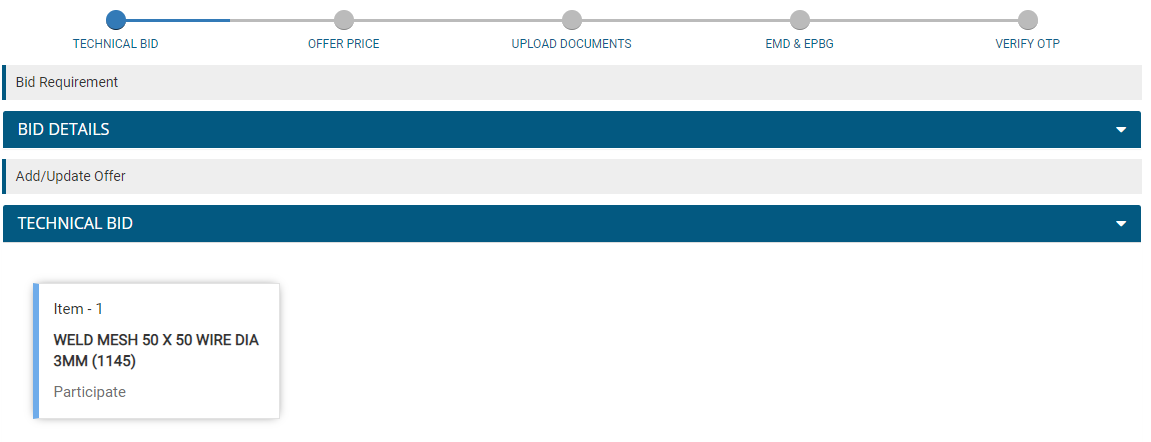 TECHNICAL BID
OFFER PRICE
UPLOAD DOCUMENTS
EMD & EPBG
VERIFY OTP
Bid Requirement
BID DETAILS
Add/Update Offer
TECHNICAL BID
Item - 1
WELD MESH 50 X 50 WIRE DIA
3MM (1145)
Participate